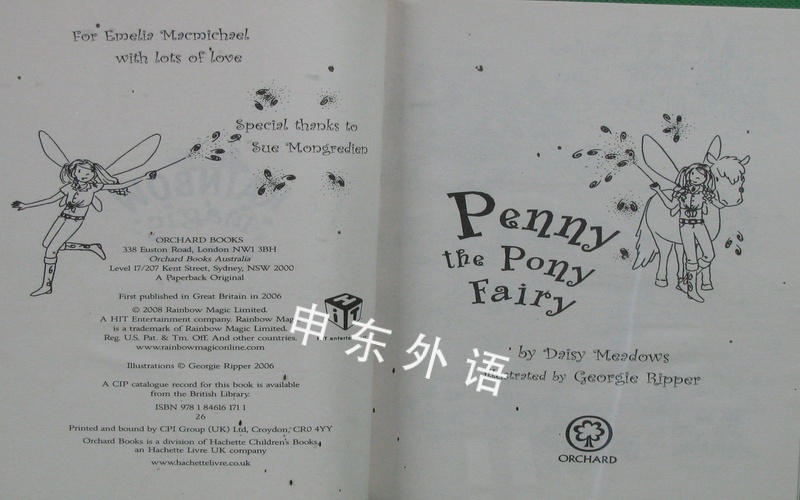 For Emelia Macmichael
with lots of love
Special thanks to
Sue Mongredien
ORCHARD BOOKS
338 Euston Road, London NW1 3BH
Orchard Books Australia
Level 17/207 Kent Street, Sydney, NSW 2000
A Paperback Original
First published in Great Britain in 2006
© 2008 Rainbow Magic Limited.
A HIT Entertainment company. Rainbow Mag
is a trademark of Rainbow Magic Limited.
Reg. U.S. Pat. & Tm. Off. And other countries.
www.rainbowmagiconline.com
HiT
Illustrations © Georgie Ripper 2006
A CIP catalogue record for this book is available
from the British Library.
ISBN 978 1 84616 171 1
26
Printed and bound by CPI Group (UK) Ltd, Croydon, CR0 4YY
Orchard Books is a division of Hachette Children's Books,
an Hachette Livre UK company
www.hachettelivre.co.uk
申东外语
Penny
the Pony
Fairy
by Daisy Meadows
illustrated by Georgie Ripper
ORCHARD